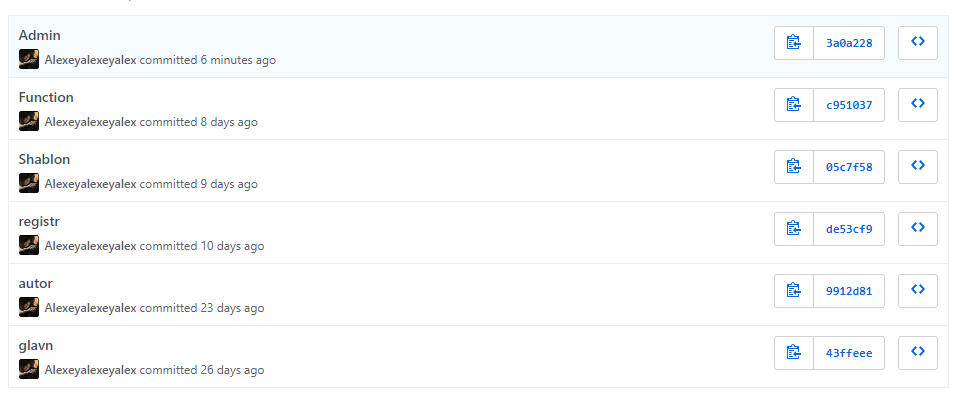 Admin
Alexeyalexeyalex committed 6 minutes ago
3a0a228
Function
Alexeyalexeyalex committed 8 days ago
c951037
Shablon
Alexeyalexeyalex committed 9 days ago
05c7f58
registr
Alexeyalexeyalex committed 10 days ago
de53cf9
autor
Alexeyalexeyalex committed 23 days ago
9912d81
glavn
Alexeyalexeyalex committed 26 days ago
43ffeee